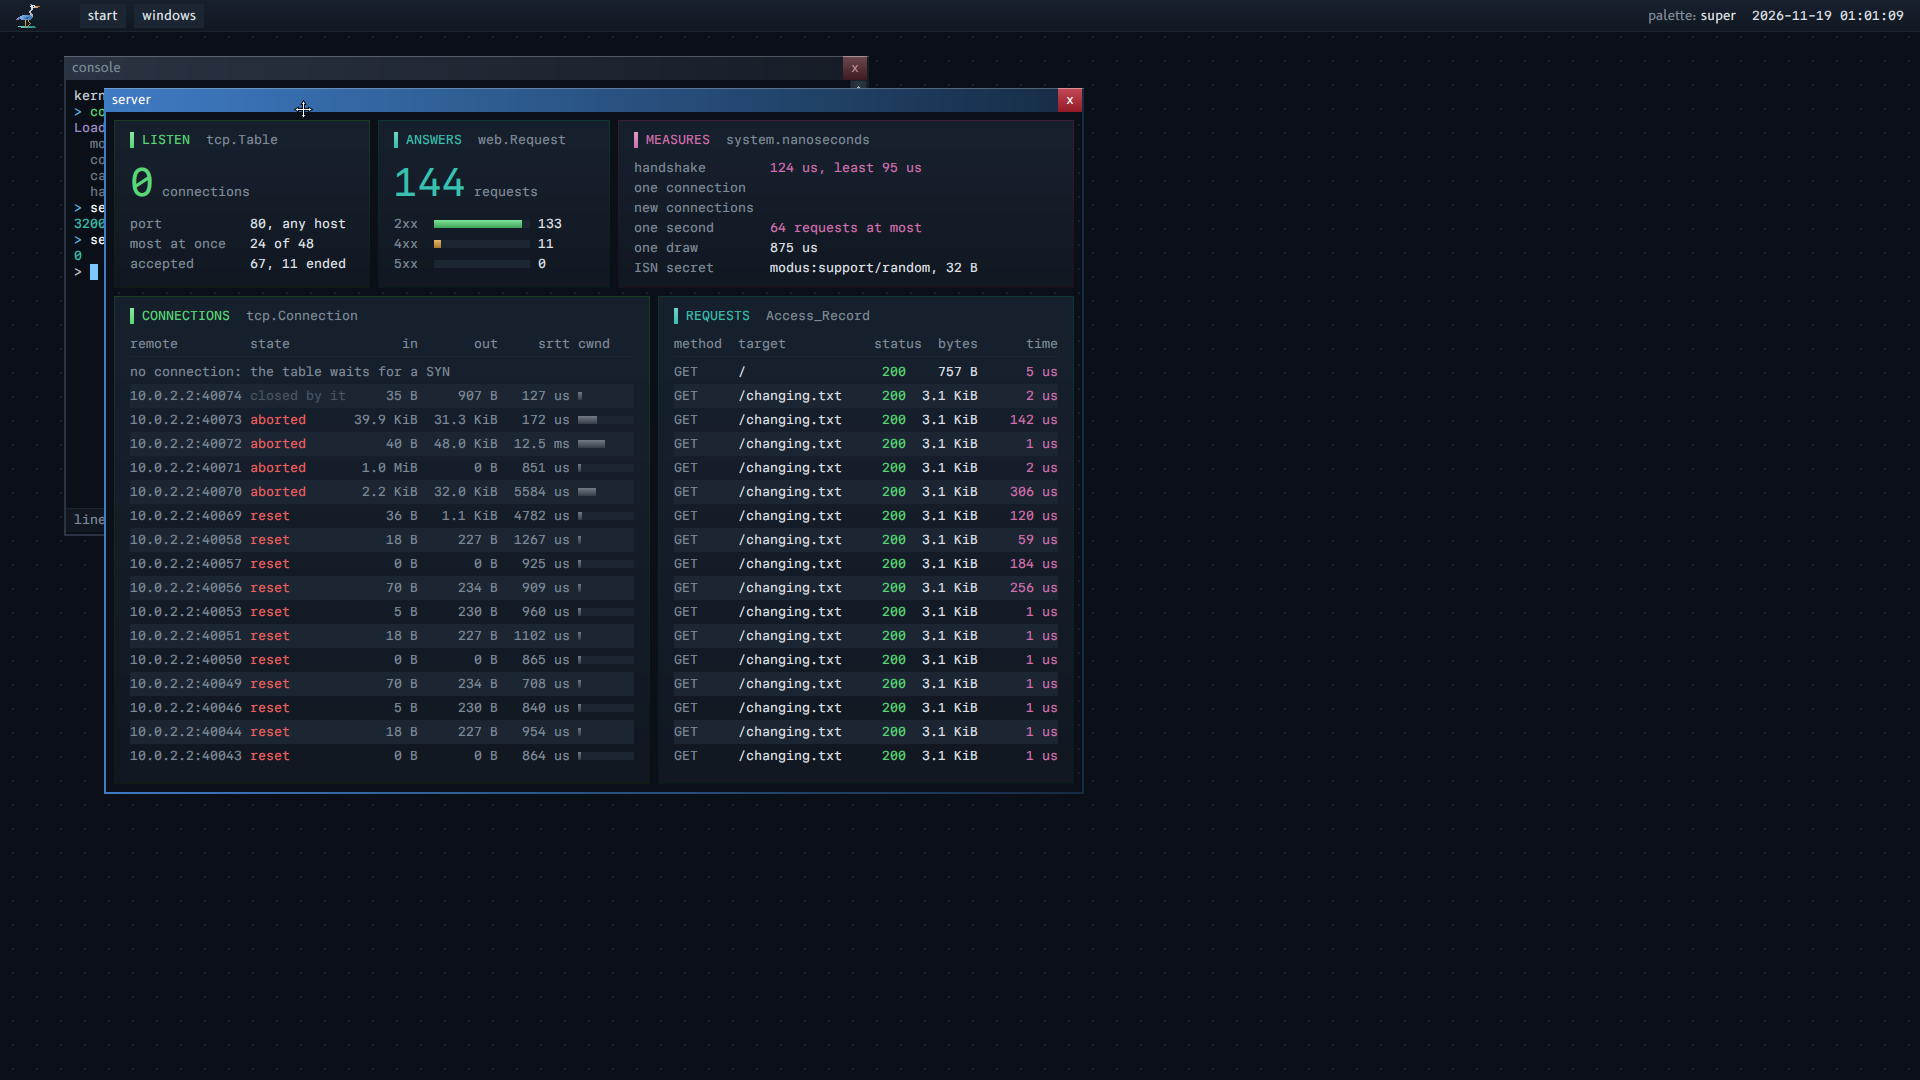 start windows palette: super 2026-11-19 01:01:09
console x
kern
> co
Load
mo
co
ca
ha
> se
3200
> se
0
>
line
server x
LISTEN tcp.Table
0 connections
port 80, any host
most at once 24 of 48
accepted 67, 11 ended
ANSWERS web.Request
144 requests
2xx 133
4xx 11
5xx 0
MEASURES system.nanoseconds
handshake 124 us, least 95 us
one connection
new connections
one second 64 requests at most
one draw 875 us
ISN secret modus:support/random, 32 B
CONNECTIONS tcp.Connection
remote state in out srtt cwnd
no connection: the table waits for a SYN
10.0.2.2:40074 closed by it 35 B 907 B 127 us
10.0.2.2:40073 aborted 39.9 KiB 31.3 KiB 172 us
10.0.2.2:40072 aborted 40 B 48.0 KiB 12.5 ms
10.0.2.2:40071 aborted 1.0 MiB 0 B 851 us
10.0.2.2:40070 aborted 2.2 KiB 32.0 KiB 5584 us
10.0.2.2:40069 reset 36 B 1.1 KiB 4782 us
10.0.2.2:40058 reset 18 B 227 B 1267 us
10.0.2.2:40057 reset 0 B 0 B 925 us
10.0.2.2:40056 reset 70 B 234 B 909 us
10.0.2.2:40053 reset 5 B 230 B 960 us
10.0.2.2:40051 reset 18 B 227 B 1102 us
10.0.2.2:40050 reset 0 B 0 B 865 us
10.0.2.2:40049 reset 70 B 234 B 708 us
10.0.2.2:40046 reset 5 B 230 B 840 us
10.0.2.2:40044 reset 18 B 227 B 954 us
10.0.2.2:40043 reset 0 B 0 B 864 us
REQUESTS Access_Record
method target status bytes time
GET / 200 757 B 5 us
GET /changing.txt 200 3.1 KiB 2 us
GET /changing.txt 200 3.1 KiB 142 us
GET /changing.txt 200 3.1 KiB 1 us
GET /changing.txt 200 3.1 KiB 2 us
GET /changing.txt 200 3.1 KiB 306 us
GET /changing.txt 200 3.1 KiB 120 us
GET /changing.txt 200 3.1 KiB 59 us
GET /changing.txt 200 3.1 KiB 184 us
GET /changing.txt 200 3.1 KiB 256 us
GET /changing.txt 200 3.1 KiB 1 us
GET /changing.txt 200 3.1 KiB 1 us
GET /changing.txt 200 3.1 KiB 1 us
GET /changing.txt 200 3.1 KiB 1 us
GET /changing.txt 200 3.1 KiB 1 us
GET /changing.txt 200 3.1 KiB 1 us
GET /changing.txt 200 3.1 KiB 1 us